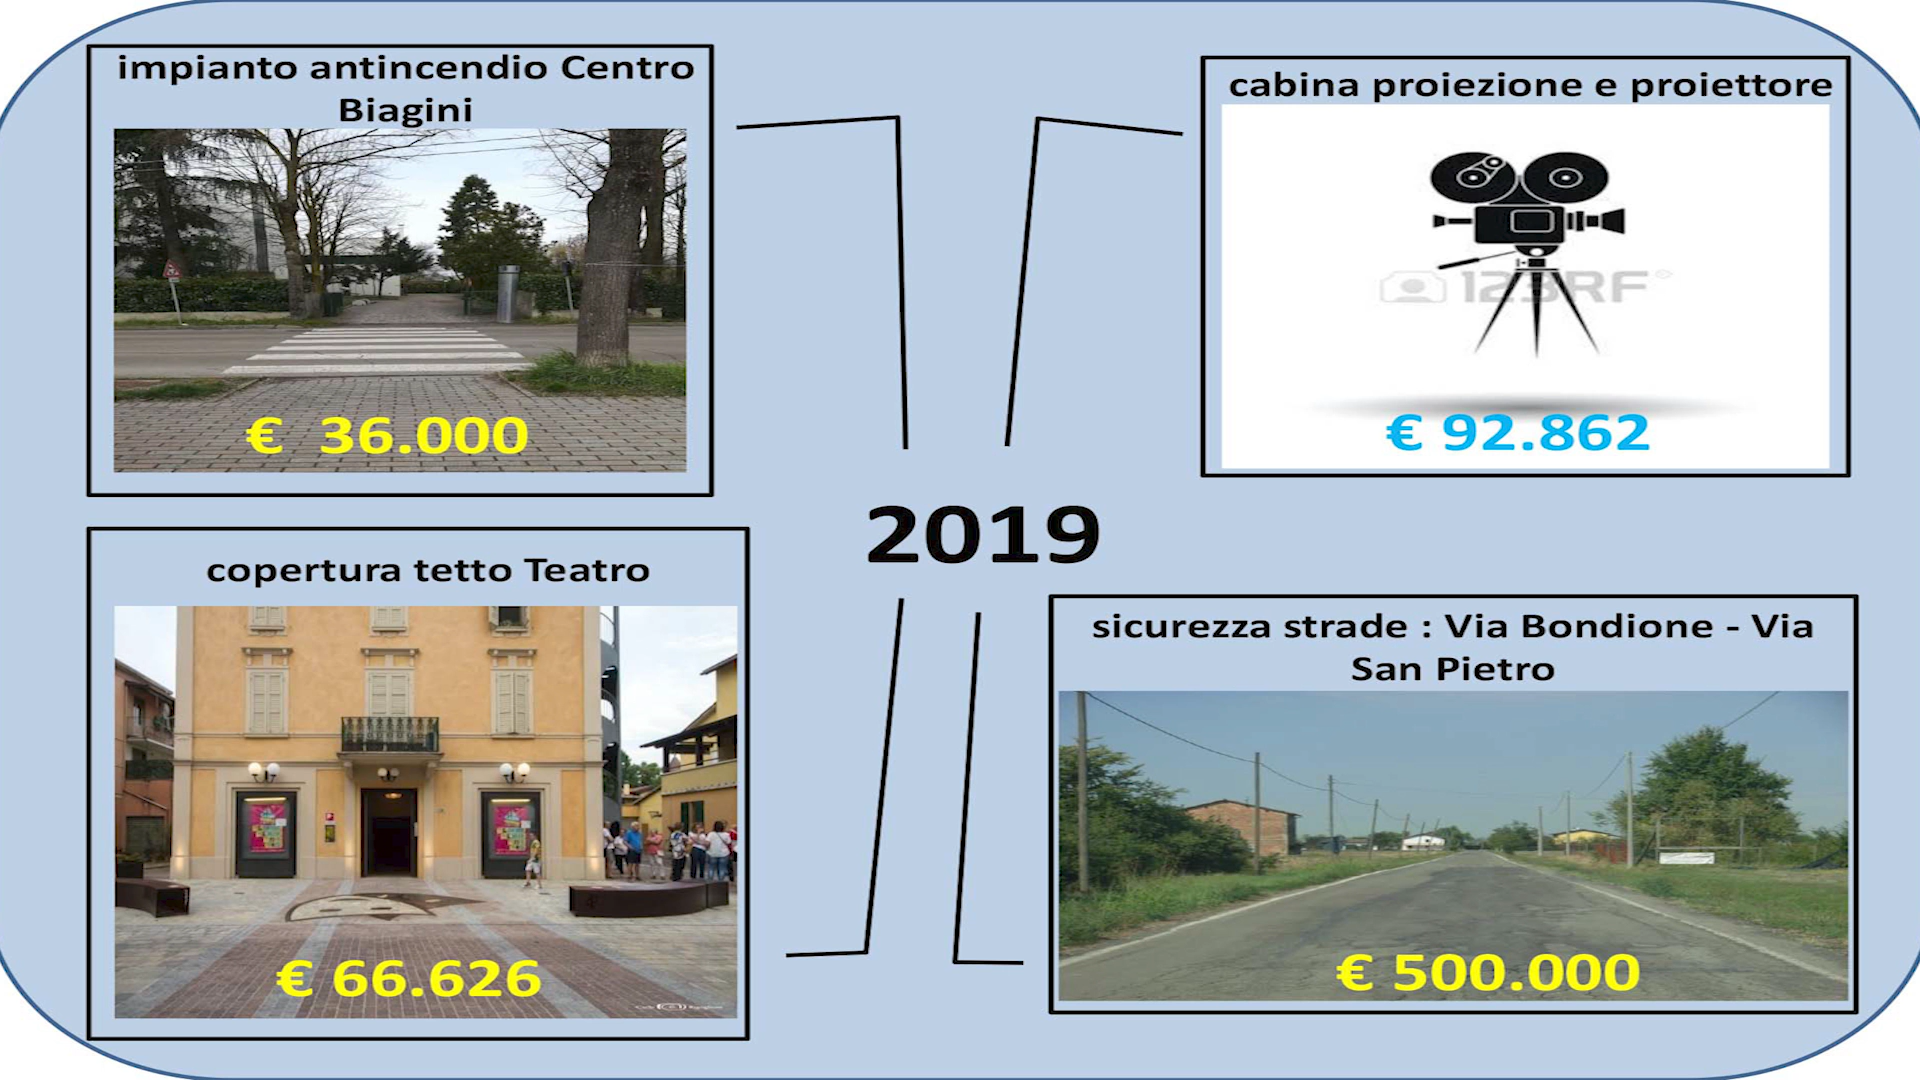 impianto antincendio Centro
Biagini
€  36.000
cabina proiezione e proiettore
123RF
€ 92.862
2019
copertura tetto Teatro
€ 66.626
sicurezza strade : Via Bondione - Via
San Pietro
€ 500.000